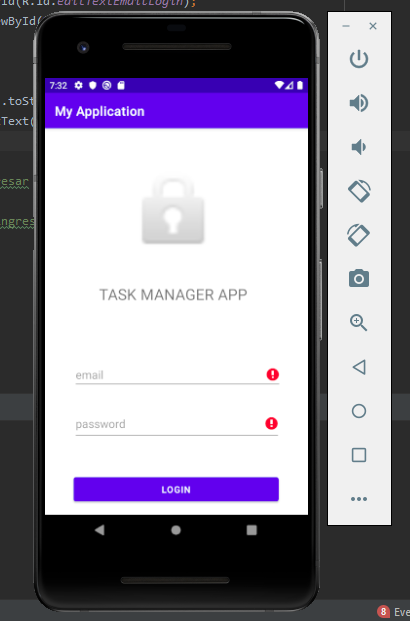 d(R.id.editTextEmailLogin);
wById(
.toSt
Text(
esar
ngres
7:32
My Application
TASK MANAGER APP
email
password
LOGIN
8 Eve